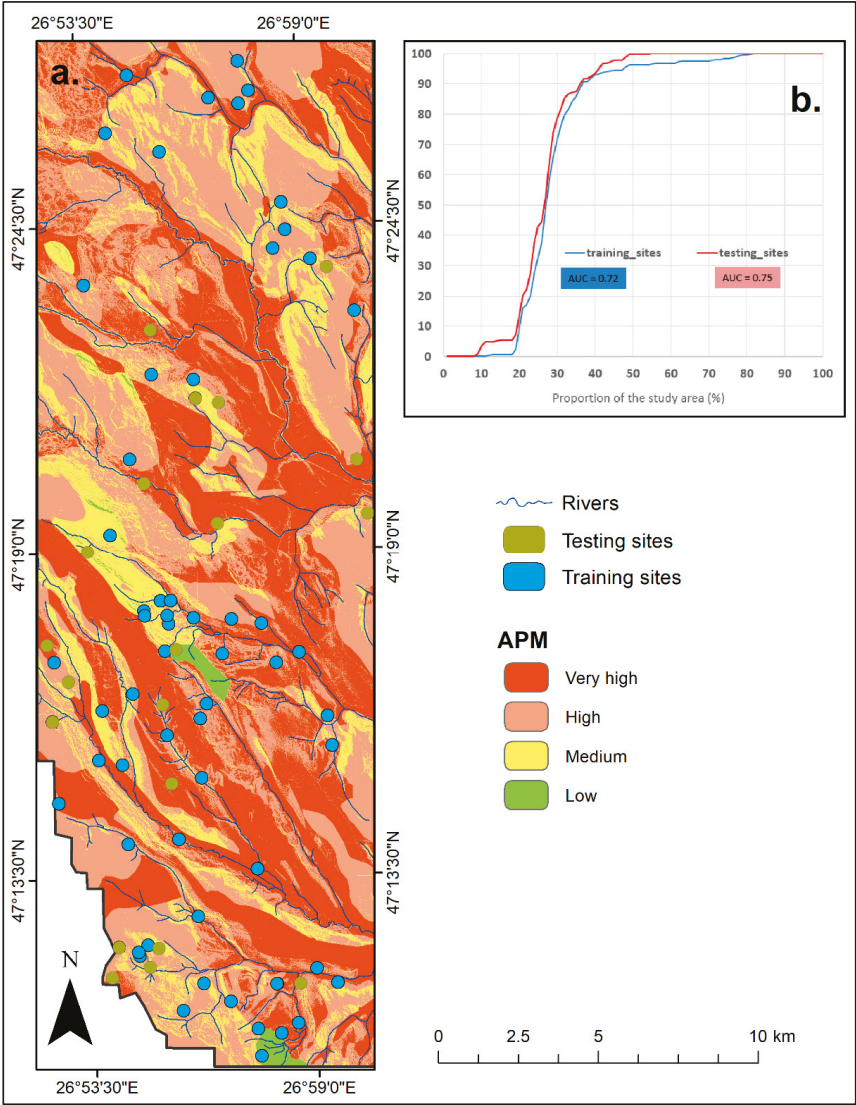 26°53'30"E 26°59'0"E
a.
b.
100
90
80
70
60
50
40
30
20
10
0
training_sites testing_sites
AUC = 0.72 AUC = 0.75
0 10 20 30 40 50 60 70 80 90 100
Proportion of the study area (%)
47°24'30"N 47°24'30"N
47°19'0"N 47°19'0"N
47°13'30"N 47°13'30"N
Rivers
Testing sites
Training sites
APM
Very high
High
Medium
Low
N
0 2.5 5 10 km
26°53'30"E 26°59'0"E